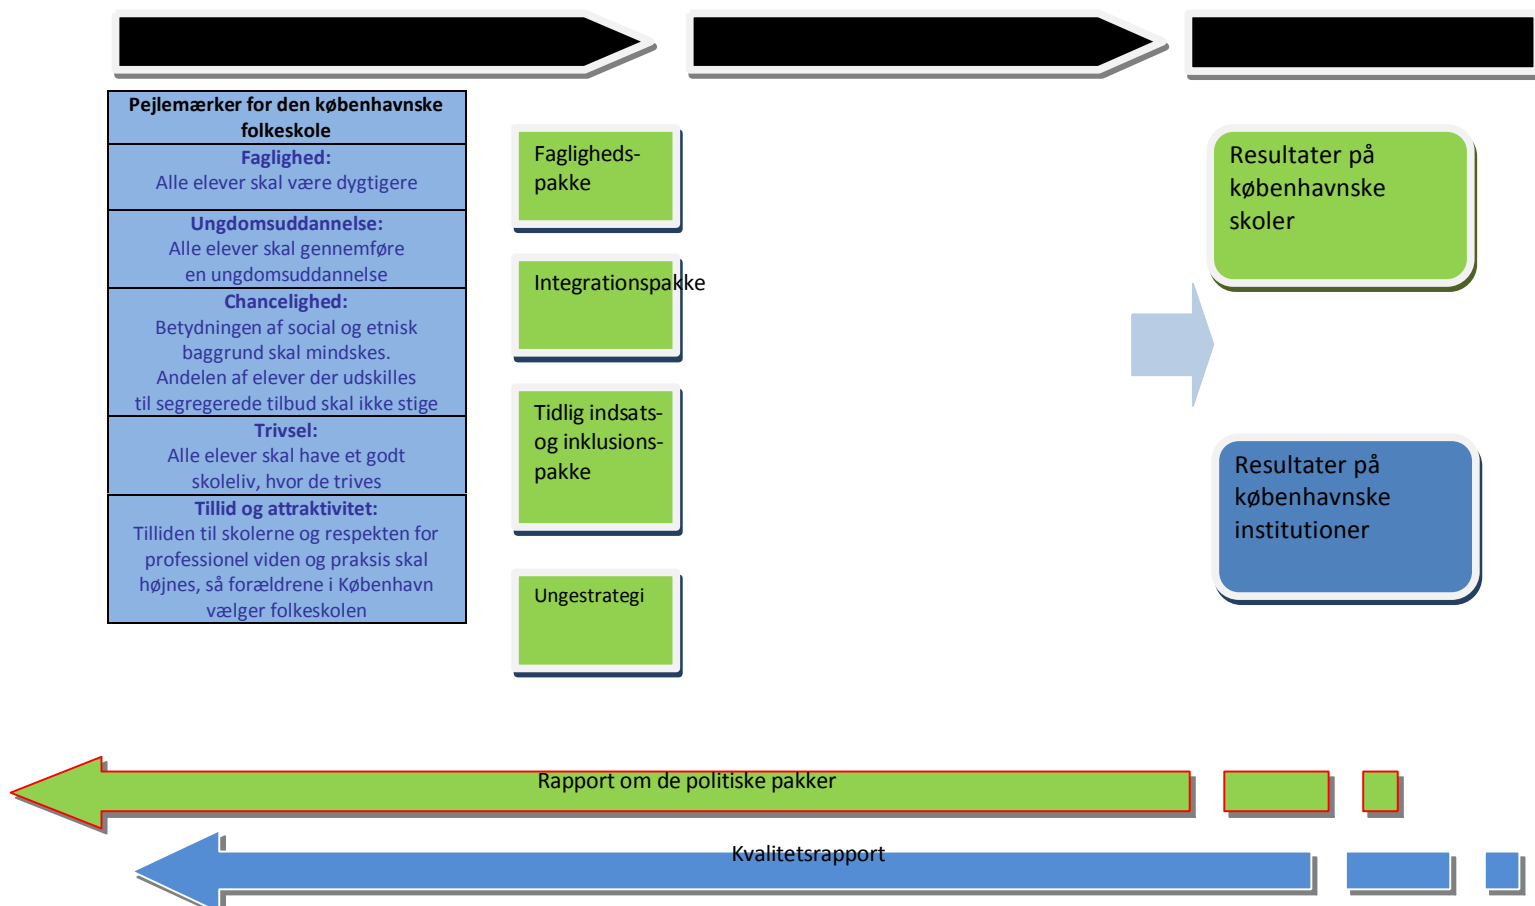 Pejlemærker for den københavnske
folkeskole
Faglighed:
Alle elever skal være dygtigere
Ungdomsuddannelse:
Alle elever skal gennemføre
en ungdomsuddannelse
Chancelighed:
Betydningen af social og etnisk
baggrund skal mindskes.
Andelen af elever der udskilles
til segregerede tilbud skal ikke stige
Trivsel:
Alle elever skal have et godt
skoleliv, hvor de trives
Tillid og attraktivitet:
Tilliden til skolerne og respekten for
professionel viden og praksis skal
højnes, så forældrene i København
vælger folkeskolen
Fagligheds-
pakke
Integrationspakke
Tidlig indsats-
og inklusions-
pakke
Ungestrategi
Resultater på
københavnske
skoler
Resultater på
københavnske
institutioner
Rapport om de politiske pakker
Kvalitetsrapport